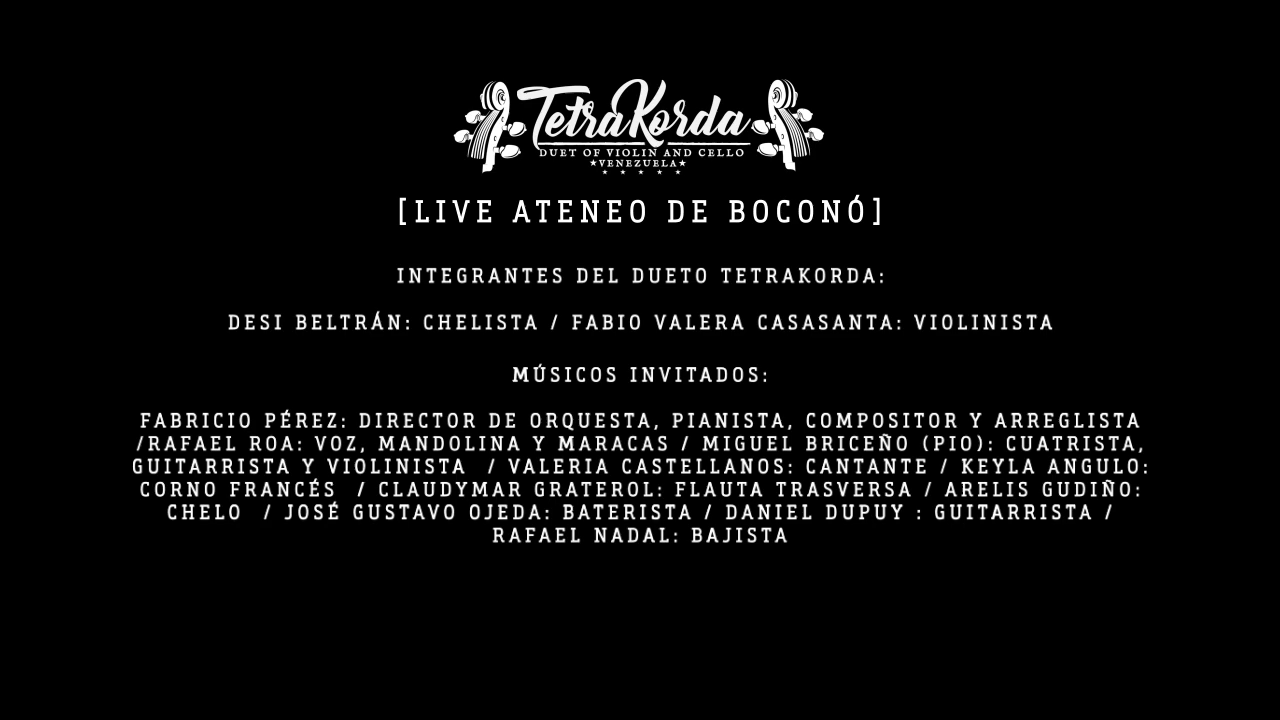 TetraKorda
DUET OF VIOLIN AND CELLO
★VENEZUELA★
★ ★ ★ ★ ★
[LIVE ATENEO DE BOCONÓ]
INTEGRANTES DEL DUETO TETRAKORDA:
DESI BELTRÁN: CHELISTA / FABIO VALERA CASASANTA: VIOLINISTA
MÚSICOS INVITADOS:
FABRICIO PÉREZ: DIRECTOR DE ORQUESTA, PIANISTA, COMPOSITOR Y ARREGLISTA
/RAFAEL ROA: VOZ, MANDOLINA Y MARACAS / MIGUEL BRICEÑO (PIO): CUATRISTA,
GUITARRISTA Y VIOLINISTA / VALERIA CASTELLANOS: CANTANTE / KEYLA ANGULO:
CORNO FRANCÉS / CLAUDYMAR GRATEROL: FLAUTA TRASVERSA / ARELIS GUDIÑO:
CHELO / JOSÉ GUSTAVO OJEDA: BATERISTA / DANIEL DUPUY : GUITARRISTA /
RAFAEL NADAL: BAJISTA